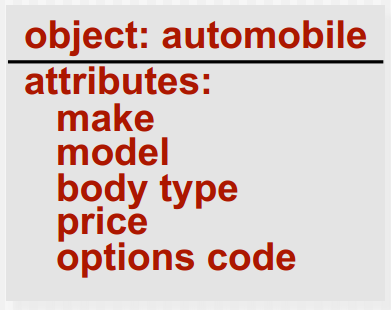 object: automobile
attributes:
make
model
body type
price
options code